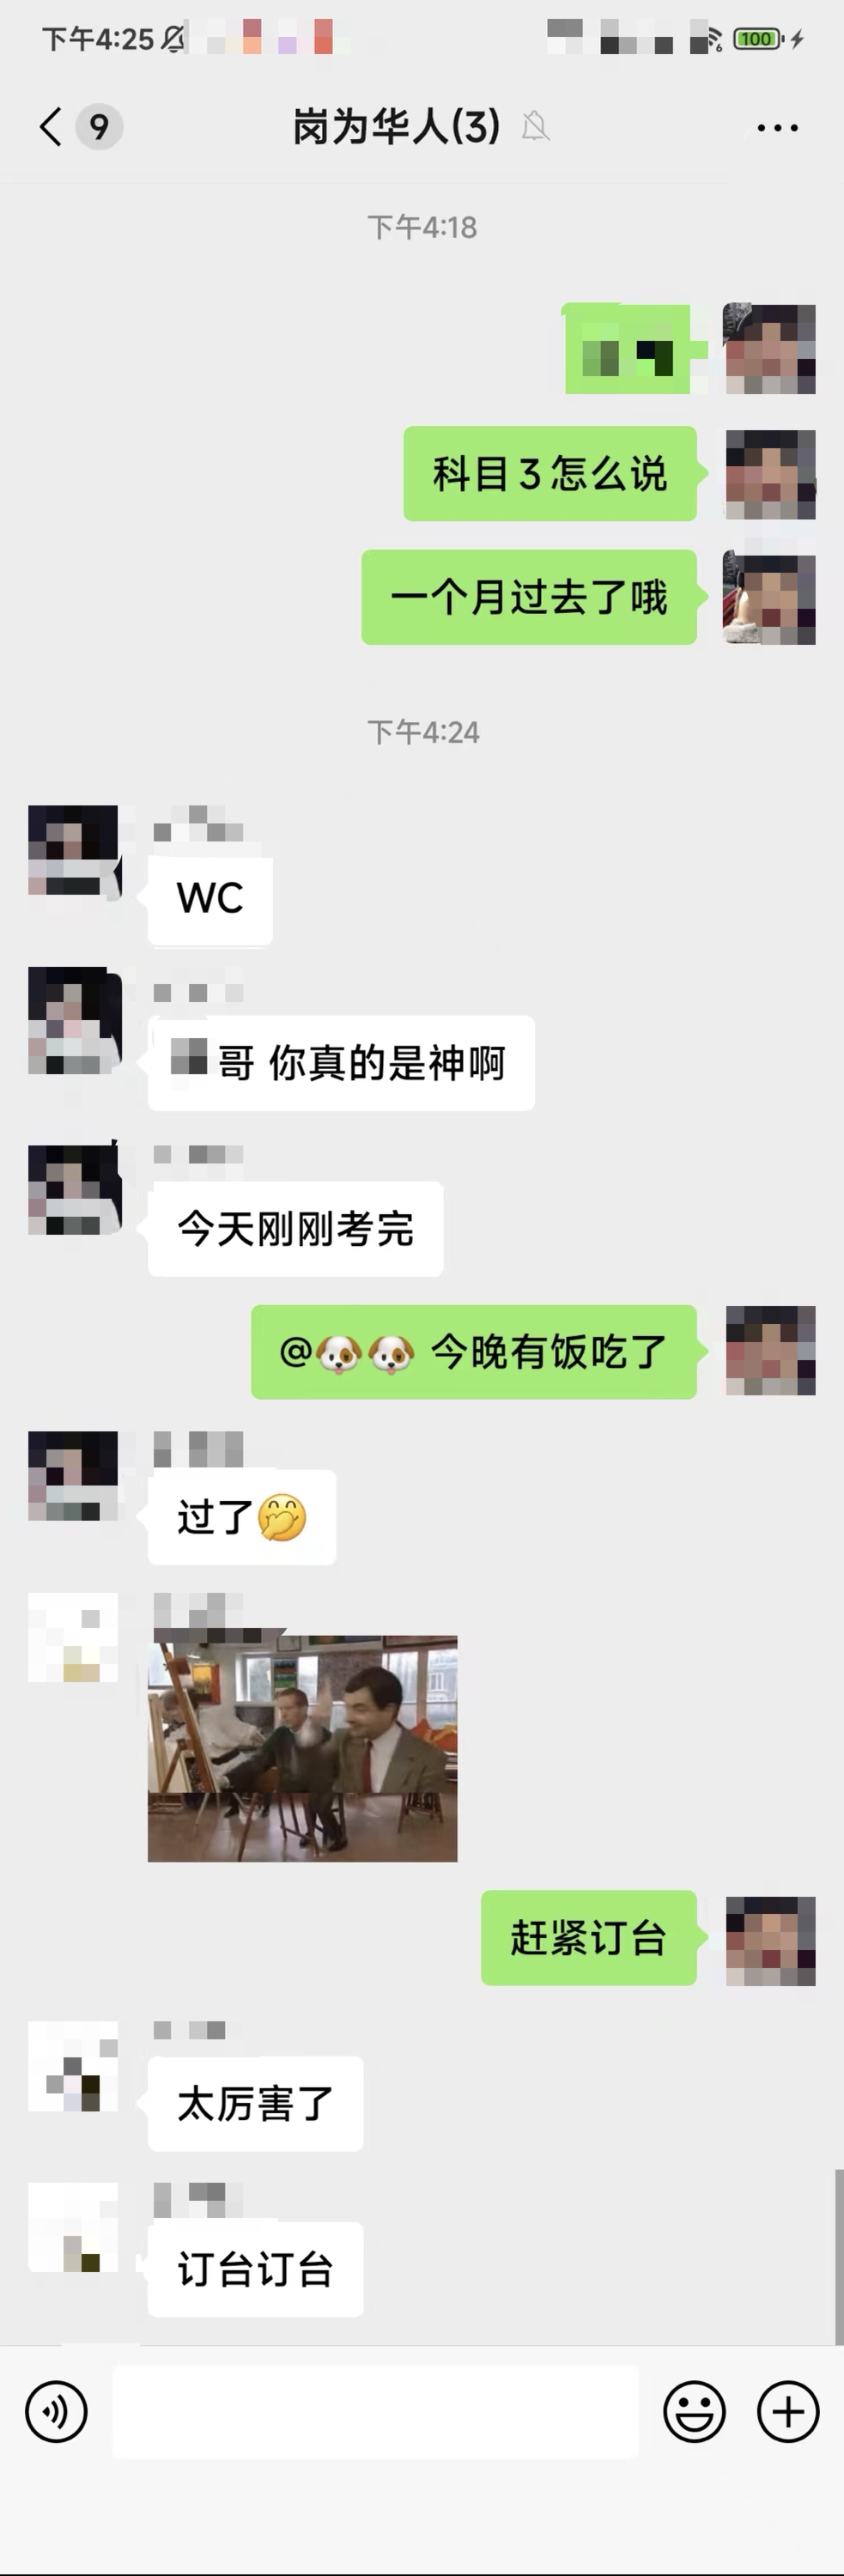 下午4:25
100
9
岗为华人(3)
下午4:18
科目3怎么说
一个月过去了哦
下午4:24
WC
哥 你真的是神啊
今天刚刚考完
@🐶🐶 今晚有饭吃了
过了🤭
赶紧订台
太厉害了
订台订台